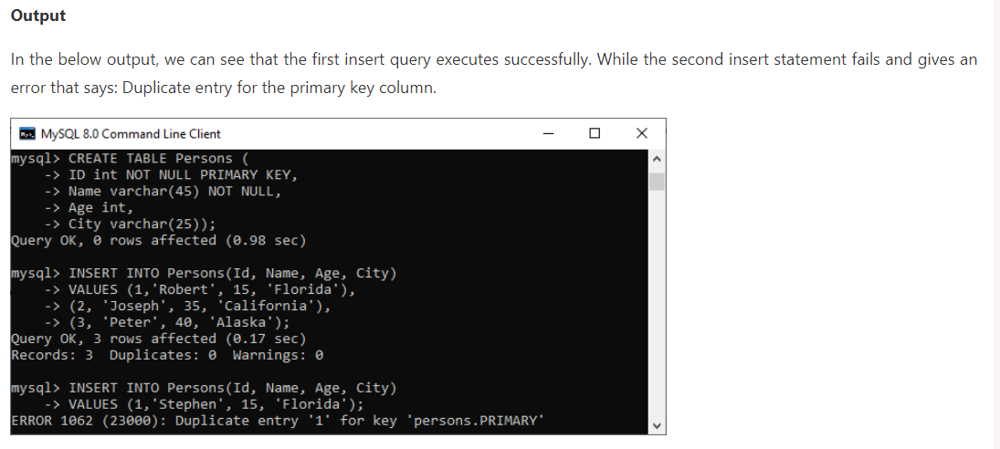 Output
In the below output, we can see that the first insert query executes successfully. While the second insert statement fails and gives an
error that says: Duplicate entry for the primary key column.
MySQL 8.0 Command Line Client
mysql> CREATE TABLE Persons (
    -> ID int NOT NULL PRIMARY KEY,
    -> Name varchar(45) NOT NULL,
    -> Age int,
    -> City varchar(25));
Query OK, 0 rows affected (0.98 sec)
mysql> INSERT INTO Persons(Id, Name, Age, City)
    -> VALUES (1,'Robert', 15, 'Florida'),
    -> (2, 'Joseph', 35, 'California'),
    -> (3, 'Peter', 40, 'Alaska');
Query OK, 3 rows affected (0.17 sec)
Records: 3  Duplicates: 0  Warnings: 0
mysql> INSERT INTO Persons(Id, Name, Age, City)
    -> VALUES (1,'Stephen', 15, 'Florida');
ERROR 1062 (23000): Duplicate entry '1' for key 'persons.PRIMARY'